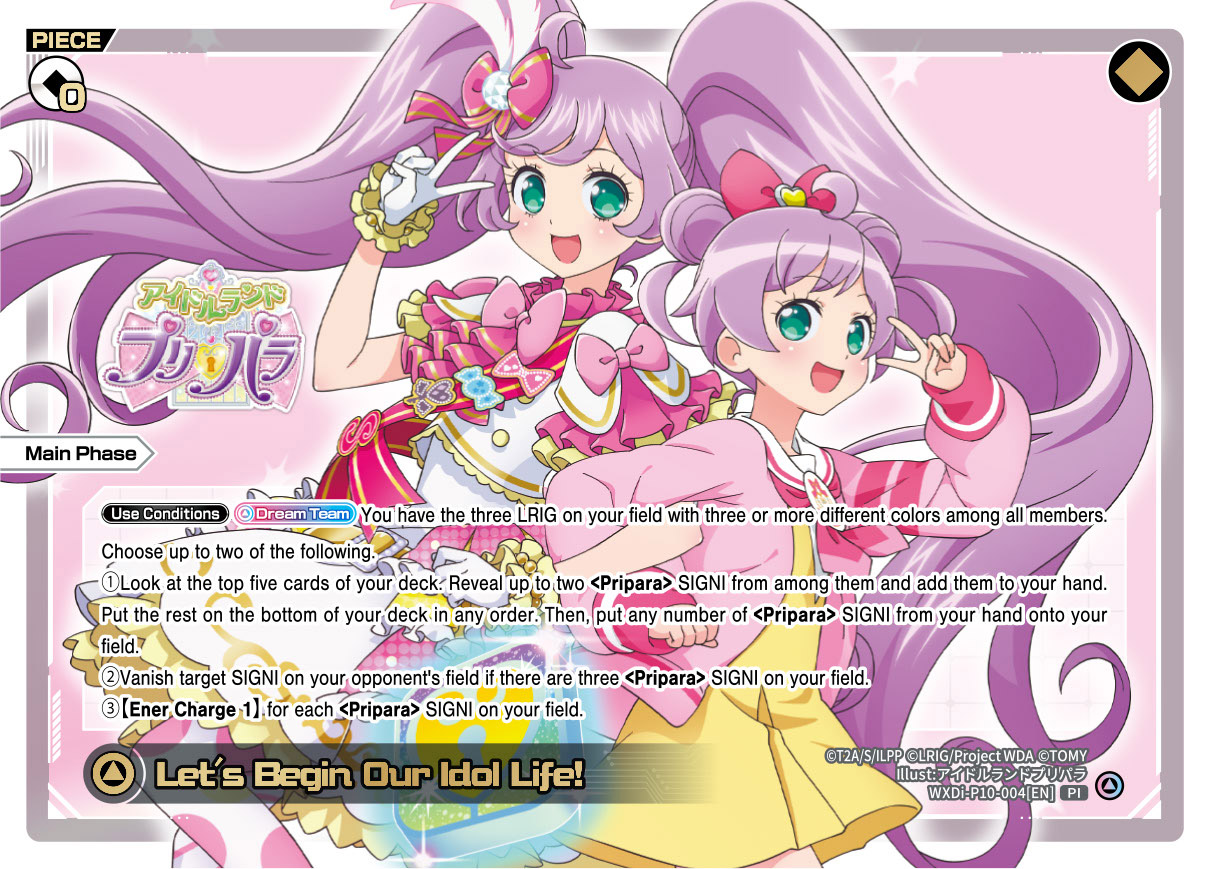 PIECE
0
アイドルランド
プリパラ
Main Phase
Use Conditions Dream Team You have the three LRIG on your field with three or more different colors among all members.
Choose up to two of the following.
①Look at the top five cards of your deck. Reveal up to two <Pripara> SIGNI from among them and add them to your hand.
Put the rest on the bottom of your deck in any order. Then, put any number of <Pripara> SIGNI from your hand onto your
field.
②Vanish target SIGNI on your opponent's field if there are three <Pripara> SIGNI on your field.
③【Ener Charge 1】 for each <Pripara> SIGNI on your field.
Let's Begin Our Idol Life!
©T2A/S/ILPP ©LRIG/Project WDA ©TOMY
Illust:アイドルランドプリパラ
WXDi-P10-004[EN] PI